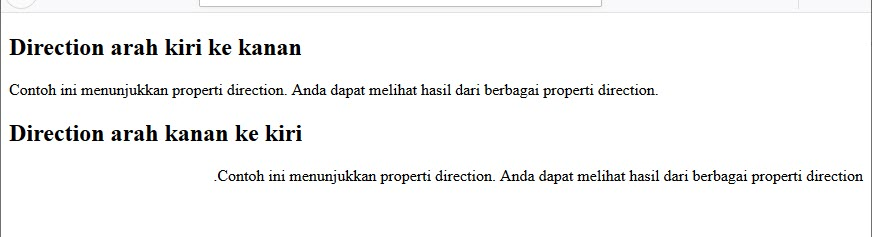 Direction arah kiri ke kanan
Contoh ini menunjukkan properti direction. Anda dapat melihat hasil dari berbagai properti direction.
Direction arah kanan ke kiri
.Contoh ini menunjukkan properti direction. Anda dapat melihat hasil dari berbagai properti direction